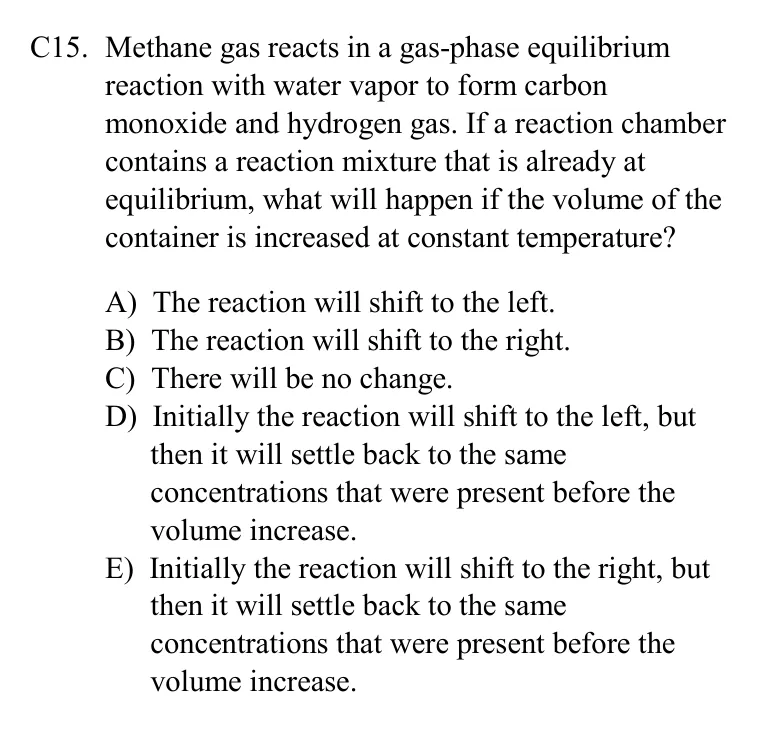 C15. Methane gas reacts in a gas-phase equilibrium
reaction with water vapor to form carbon
monoxide and hydrogen gas. If a reaction chamber
contains a reaction mixture that is already at
equilibrium, what will happen if the volume of the
container is increased at constant temperature?
A) The reaction will shift to the left.
B) The reaction will shift to the right.
C) There will be no change.
D) Initially the reaction will shift to the left, but
then it will settle back to the same
concentrations that were present before the
volume increase.
E) Initially the reaction will shift to the right, but
then it will settle back to the same
concentrations that were present before the
volume increase.